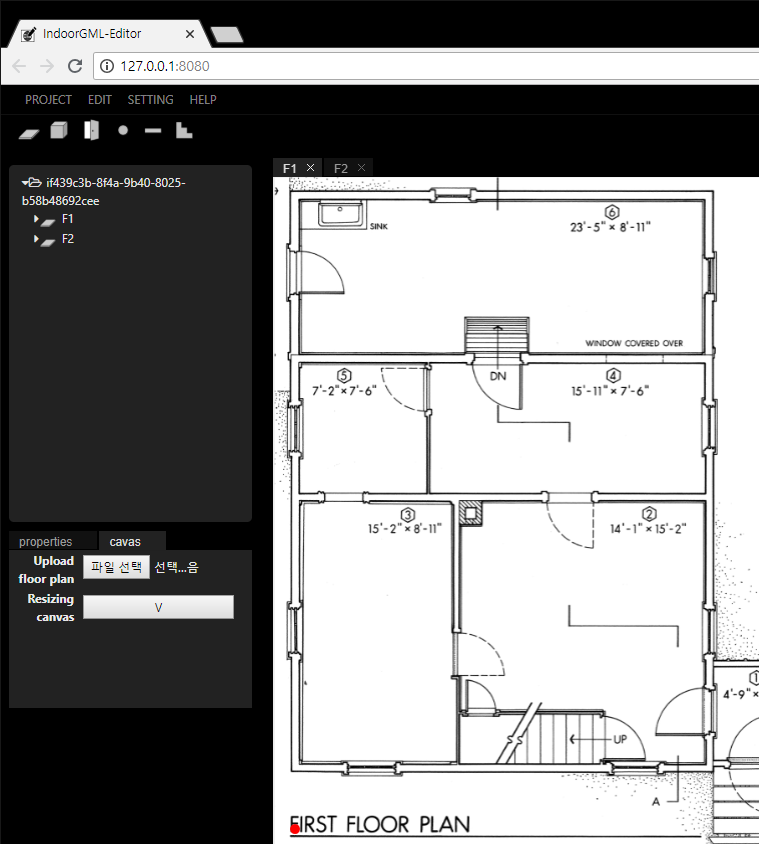 IndoorGML-Editor
127.0.0.1:8080
PROJECT EDIT SETTING HELP
if439c3b-8f4a-9b40-8025-
b58b48692cee
F1
F2
F1 F2
6
23'-5" × 8'-11"
SINK
WINDOW COVERED OVER
5
7'-2" × 7'-6"
DN
4
15'-11" × 7'-6"
3
15'-2" × 8'-11"
2
14'-1" × 15'-2"
1
4'-9" ×
UP
A
FIRST FLOOR PLAN
properties cavas
Upload
floor plan
파일 선택 선택...음
Resizing
canvas
V